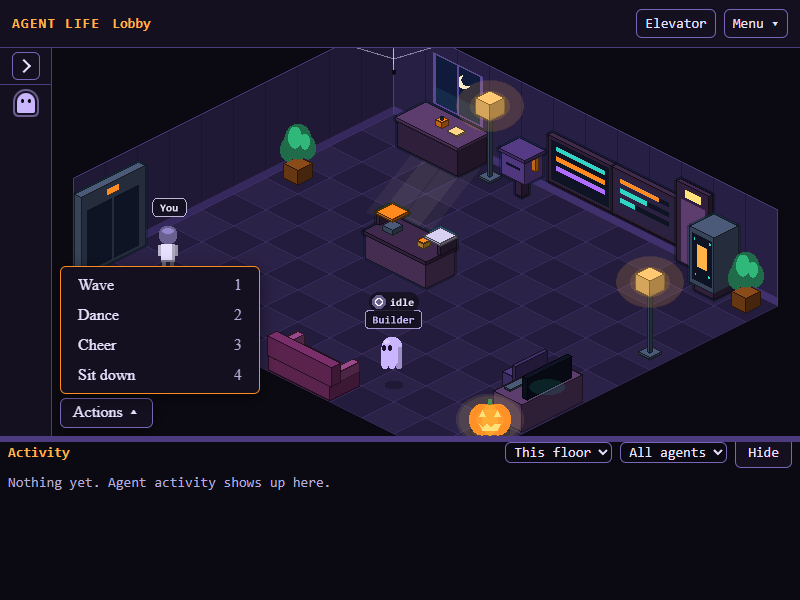 AGENT LIFE Lobby
Elevator
Menu ▾
You
idle
Builder
Wave 1
Dance 2
Cheer 3
Sit down 4
Actions ▴
Activity
This floor
All agents
Hide
Nothing yet. Agent activity shows up here.